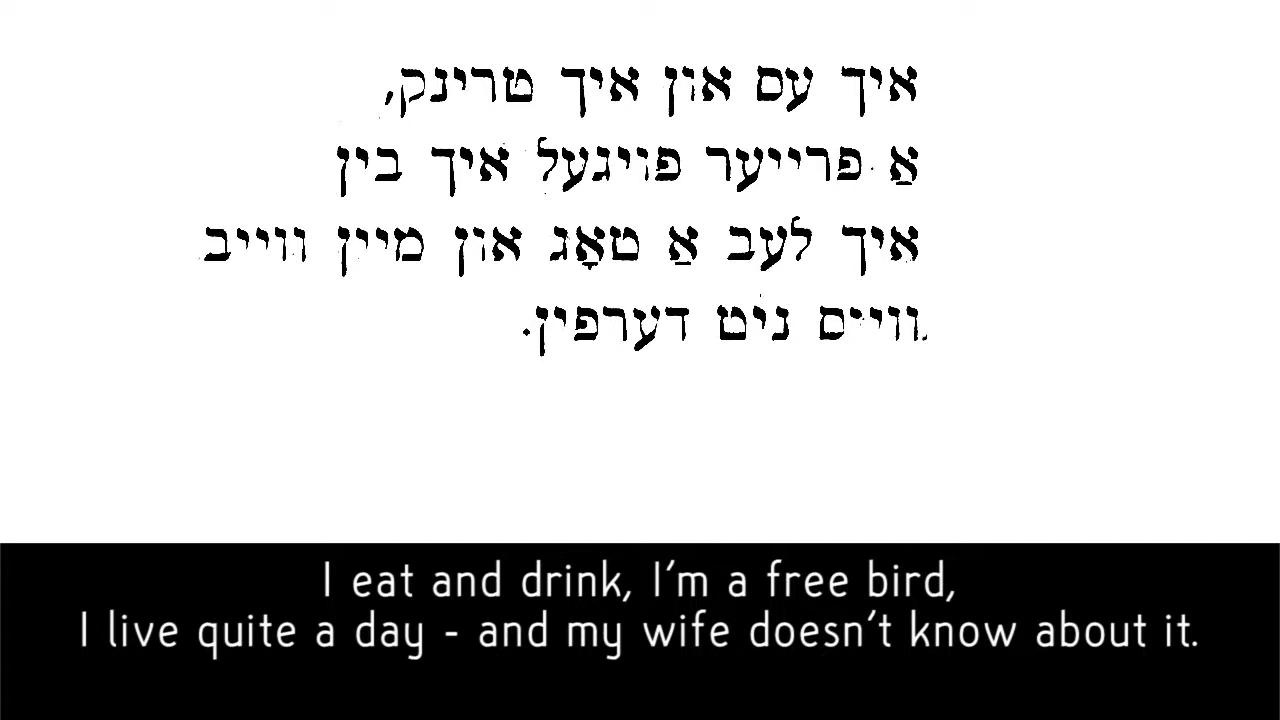 איך עס און איך טרינק,
אַ פרייער פויגעל איך בין
איך לעב אַ טאָג און מיין ווייב
ווייס ניט דערפין.
I eat and drink, I'm a free bird,
I live quite a day - and my wife doesn't know about it.